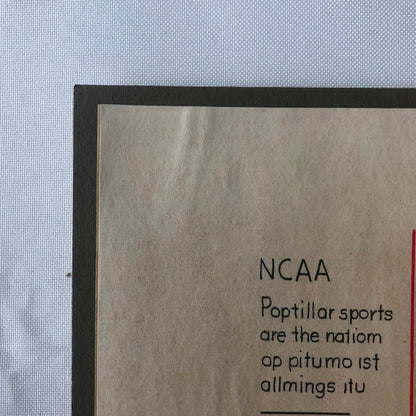 NCAA
Poptillar sports
are the natiom
op pitumo ist
allmings itu